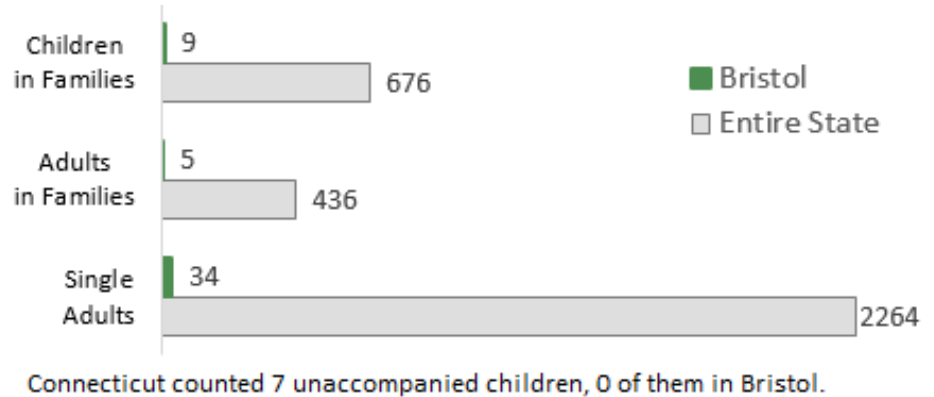 Children
in Families
9
676
Bristol
Entire State
Adults
in Families
5
436
Single
Adults
34
2264
Connecticut counted 7 unaccompanied children, 0 of them in Bristol.